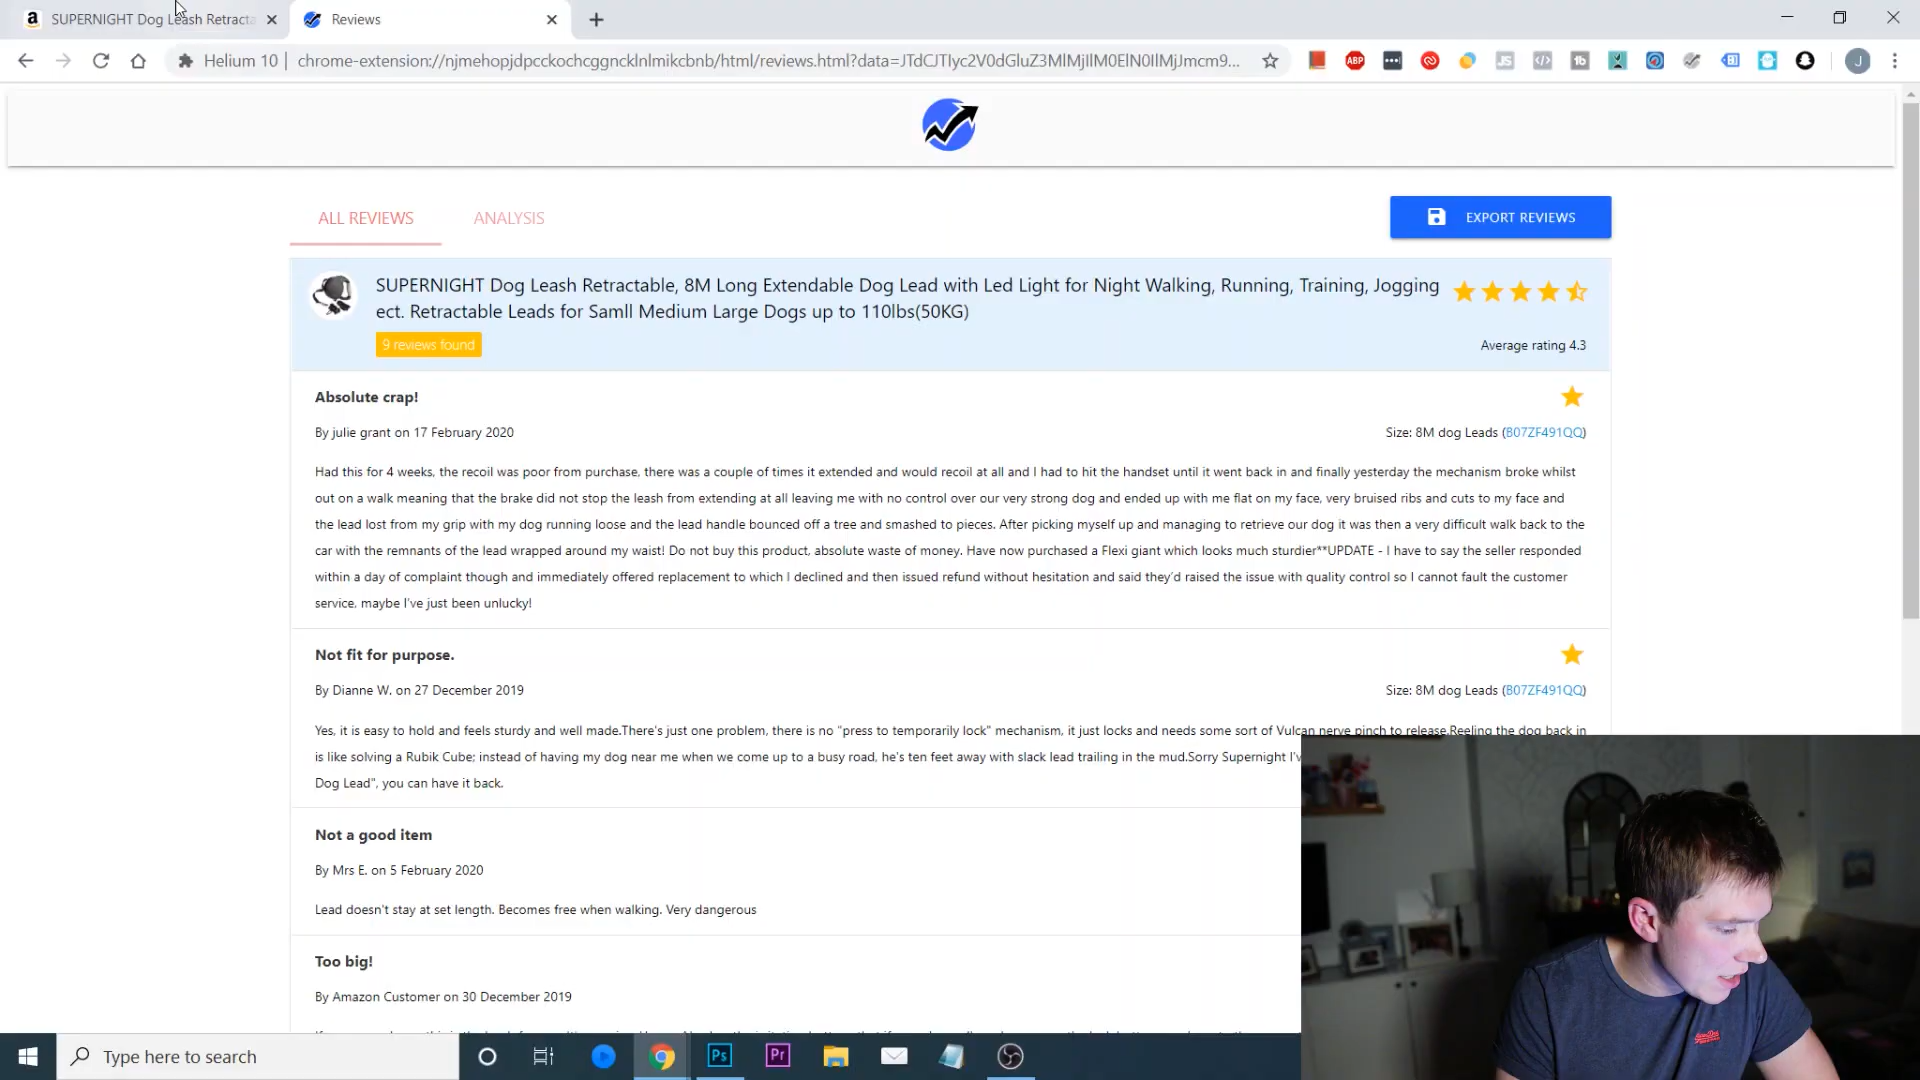 SUPERNIGHT Dog Leash Retracta
Reviews
Helium 10
chrome-extension://njmehopjdpcckochcggncklnlmikcbnb/html/reviews.html?data=JTdCJTIyc2V0dGluZ3MlMjIlM0ElN0IlMjJmcm9...
ABP
JS
J
ALL REVIEWS
ANALYSIS
EXPORT REVIEWS
SUPERNIGHT Dog Leash Retractable, 8M Long Extendable Dog Lead with Led Light for Night Walking, Running, Training, Jogging
ect. Retractable Leads for Samll Medium Large Dogs up to 110lbs(50KG)
9 reviews found
Average rating 4.3
Absolute crap!
By julie grant on 17 February 2020
Size: 8M dog Leads (B07ZF491QQ)
Had this for 4 weeks, the recoil was poor from purchase, there was a couple of times it extended and would recoil at all and I had to hit the handset until it went back in and finally yesterday the mechanism broke whilst
out on a walk meaning that the brake did not stop the leash from extending at all leaving me with no control over our very strong dog and ended up with me flat on my face, very bruised ribs and cuts to my face and
the lead lost from my grip with my dog running loose and the lead handle bounced off a tree and smashed to pieces. After picking myself up and managing to retrieve our dog it was then a very difficult walk back to the
car with the remnants of the lead wrapped around my waist! Do not buy this product, absolute waste of money. Have now purchased a Flexi giant which looks much sturdier**UPDATE - I have to say the seller responded
within a day of complaint though and immediately offered replacement to which I declined and then issued refund without hesitation and said they'd raised the issue with quality control so I cannot fault the customer
service, maybe I've just been unlucky!
Not fit for purpose.
By Dianne W. on 27 December 2019
Size: 8M dog Leads (B07ZF491QQ)
Yes, it is easy to hold and feels sturdy and well made.There's just one problem, there is no "press to temporarily lock" mechanism, it just locks and needs some sort of Vulcan nerve pinch to release.Reeling the dog back in
is like solving a Rubik Cube; instead of having my dog near me when we come up to a busy road, he's ten feet away with slack lead trailing in the mud.Sorry Supernight I'v
Dog Lead", you can have it back.
Not a good item
By Mrs E. on 5 February 2020
Lead doesn't stay at set length. Becomes free when walking. Very dangerous
Too big!
By Amazon Customer on 30 December 2019
Type here to search
Ps
Pr